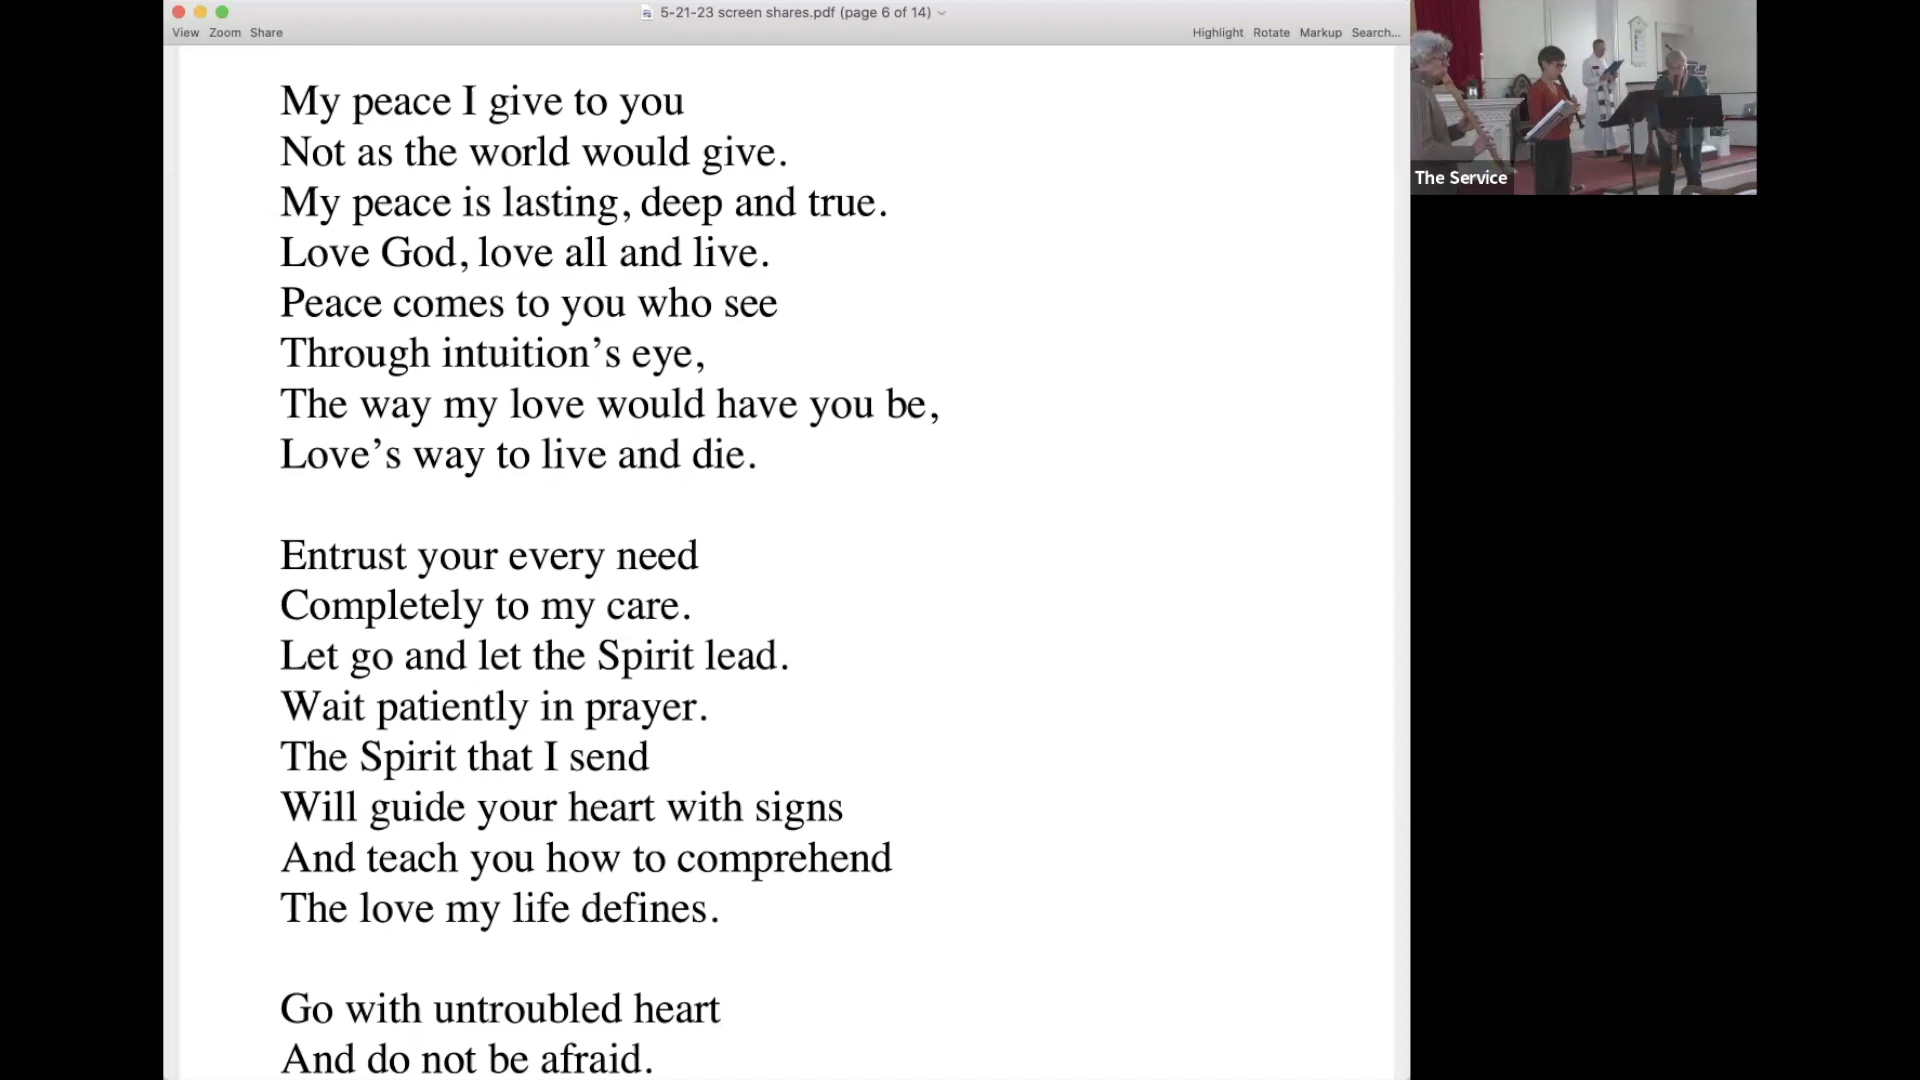 5-21-23 screen shares.pdf (page 6 of 14)
View Zoom Share
Highlight Rotate Markup Search...
My peace I give to you
Not as the world would give.
My peace is lasting, deep and true.
Love God, love all and live.
Peace comes to you who see
Through intuition’s eye,
The way my love would have you be,
Love’s way to live and die.
Entrust your every need
Completely to my care.
Let go and let the Spirit lead.
Wait patiently in prayer.
The Spirit that I send
Will guide your heart with signs
And teach you how to comprehend
The love my life defines.
Go with untroubled heart
And do not be afraid.
The Service